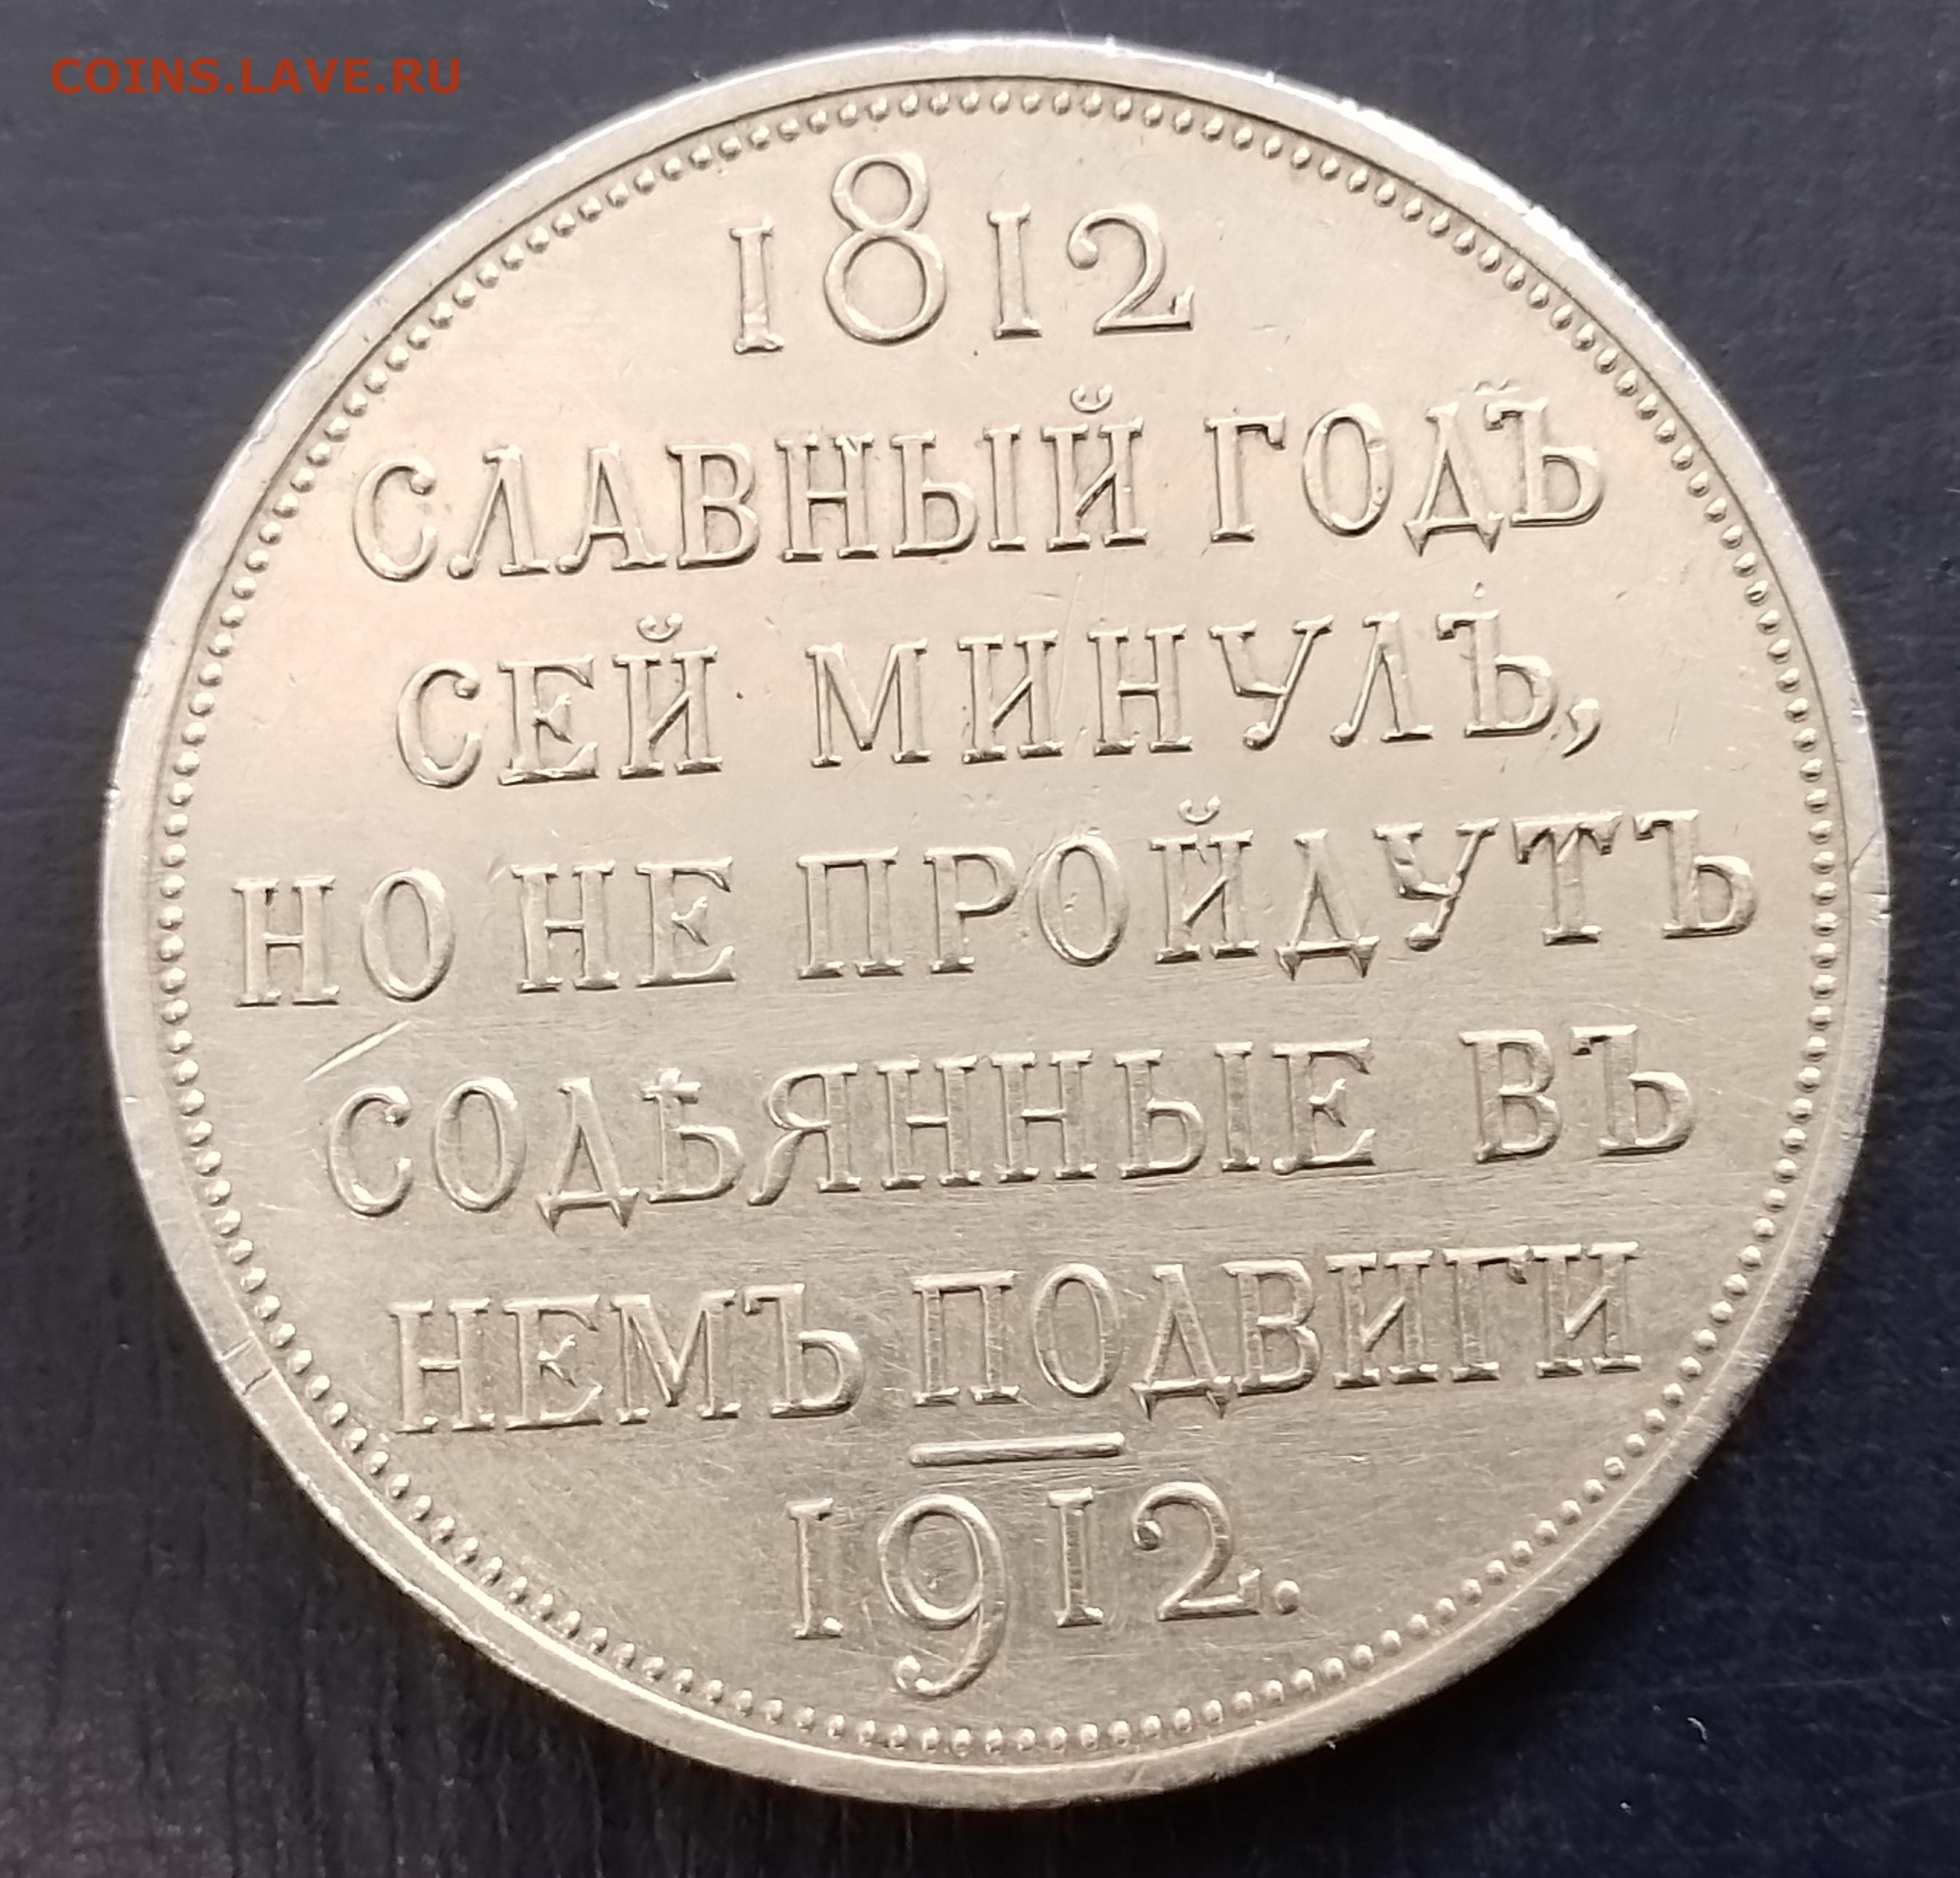 COINS.LAVE.RU
1812
СЛАВНЫЙ ГОДЪ
СЕЙ МИНУЛЪ,
НО НЕ ПРОЙДУТЪ
СОДѢЯННЫЕ ВЪ
НЕМЪ ПОДВИГИ
1912.